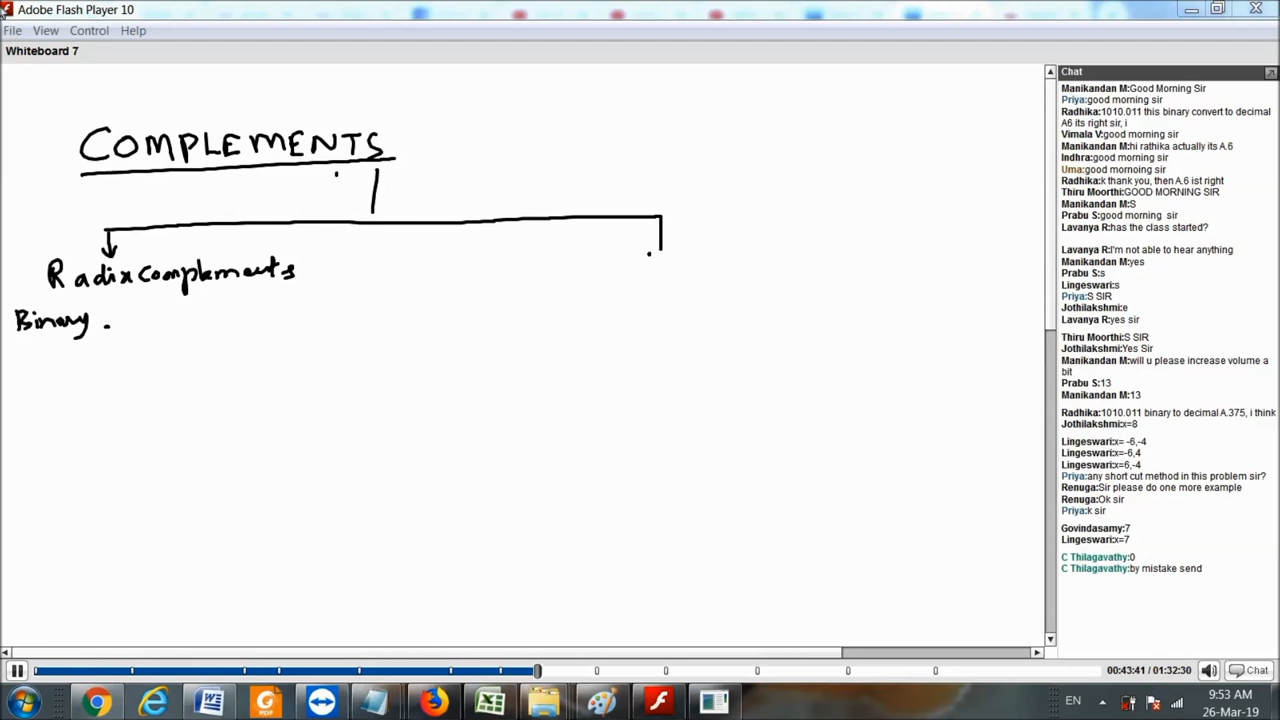 Adobe Flash Player 10
File View Control Help
Whiteboard 7
COMPLEMENTS
Radix Complements
Binary
Chat
Manikandan M:Good Morning Sir
Priya:good morning sir
Radhika:1010.011 this binary convert to decimal
A6 its right sir, i
Vimala V:good morning sir
Manikandan M:hi rathika actually its A.6
Indhra:good morning sir
Uma:good mornoing sir
Radhika:k thank you, then A.6 ist right
Thiru Moorthi:GOOD MORNING SIR
Manikandan M:S
Prabu S:good morning sir
Lavanya R:has the class started?
Lavanya R:I'm not able to hear anything
Manikandan M:yes
Prabu S:s
Lingeswari:s
Priya:S SIR
Jothilakshmi:e
Lavanya R:yes sir
Thiru Moorthi:S SIR
Jothilakshmi:Yes Sir
Manikandan M:will u please increase volume a
bit
Prabu S:13
Manikandan M:13
Radhika:1010.011 binary to decimal A.375, i think
Jothilakshmi:x=8
Lingeswari:x= -6,-4
Lingeswari:x=-6,4
Lingeswari:x=6,-4
Priya:any short cut method in this problem sir?
Renuga:Sir please do one more example
Renuga:Ok sir
Priya:k sir
Govindasamy:7
Lingeswari:x=7
C Thilagavathy:0
C Thilagavathy:by mistake send
00:43:41 / 01:32:30 Chat
EN 9:53 AM
26-Mar-19